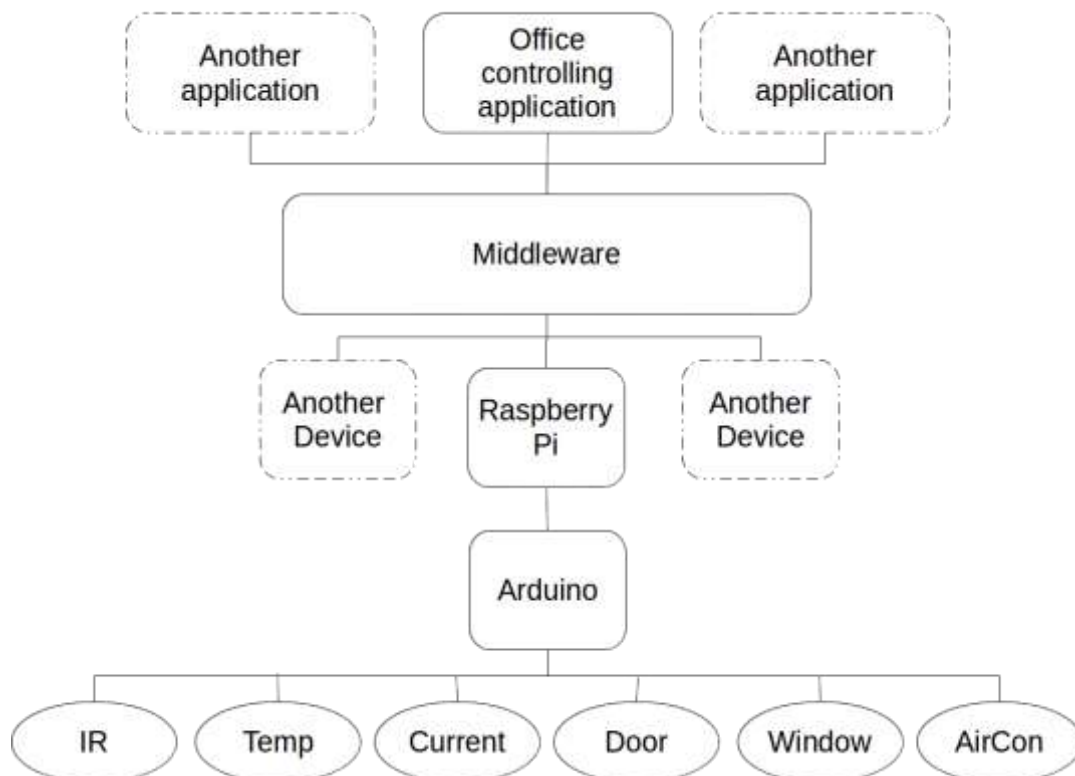 Another
application
Office
controlling
application
Another
application
Middleware
Another
Device
Raspberry
Pi
Another
Device
Arduino
IR
Temp
Current
Door
Window
AirCon